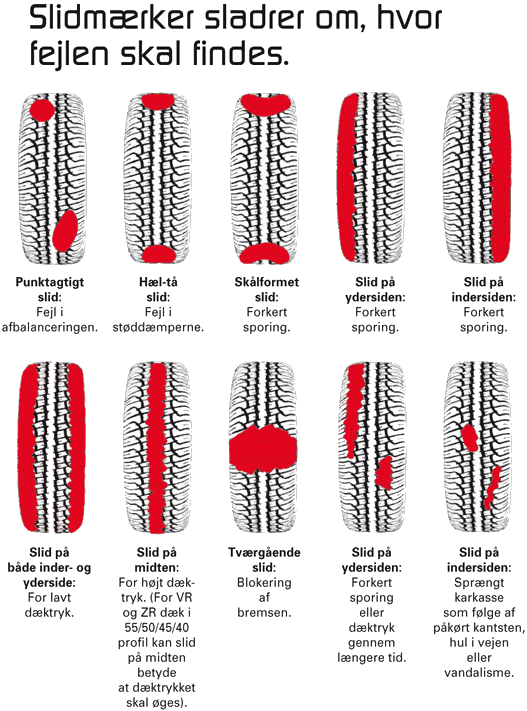 Slidmærker sladrer om, hvor
fejlen skal findes.
Punktagtigt
slid:
Fejl i
afbalanceringen.
Hæl-tå
slid:
Fejl i
støddæmperne.
Skålformet
slid:
Forkert
sporing.
Slid på
ydersiden:
Forkert
sporing.
Slid på
indersiden:
Forkert
sporing.
Slid på
både inder- og
yderside:
For lavt
dæktryk.
Slid på
midten:
For højt dæk-
tryk. (For VR
og ZR dæk i
55/50/45/40
profil kan slid
på midten
betyde
at dæktrykket
skal øges).
Tværgående
slid:
Blokering
af
bremsen.
Slid på
ydersiden:
Forkert
sporing
eller
dæktryk
gennem
længere tid.
Slid på
indersiden:
Sprængt
karkasse
som følge af
påkørt kantsten,
hul i vejen
eller
vandalisme.